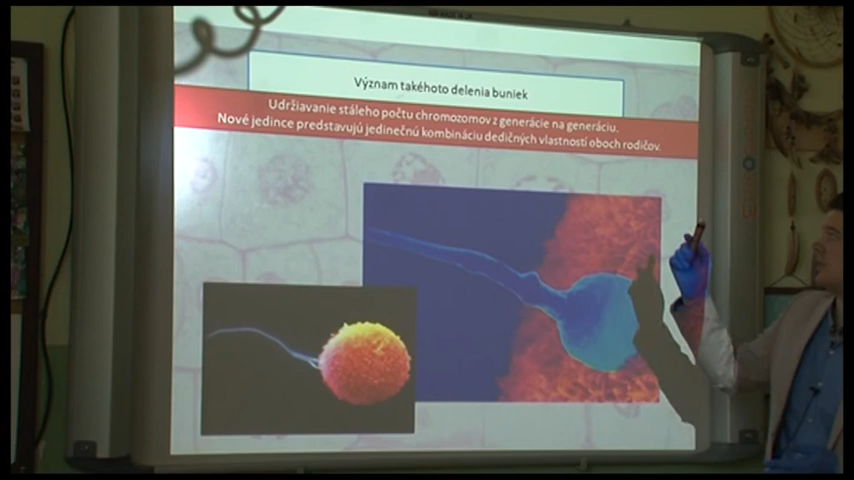 Význam takéhoto delenia buniek
Udržiavanie stáleho počtu chromozomov z generácie na generáciu.
Nové jedince predstavujú jedinečnú kombináciu dedičných vlastností oboch rodičov.